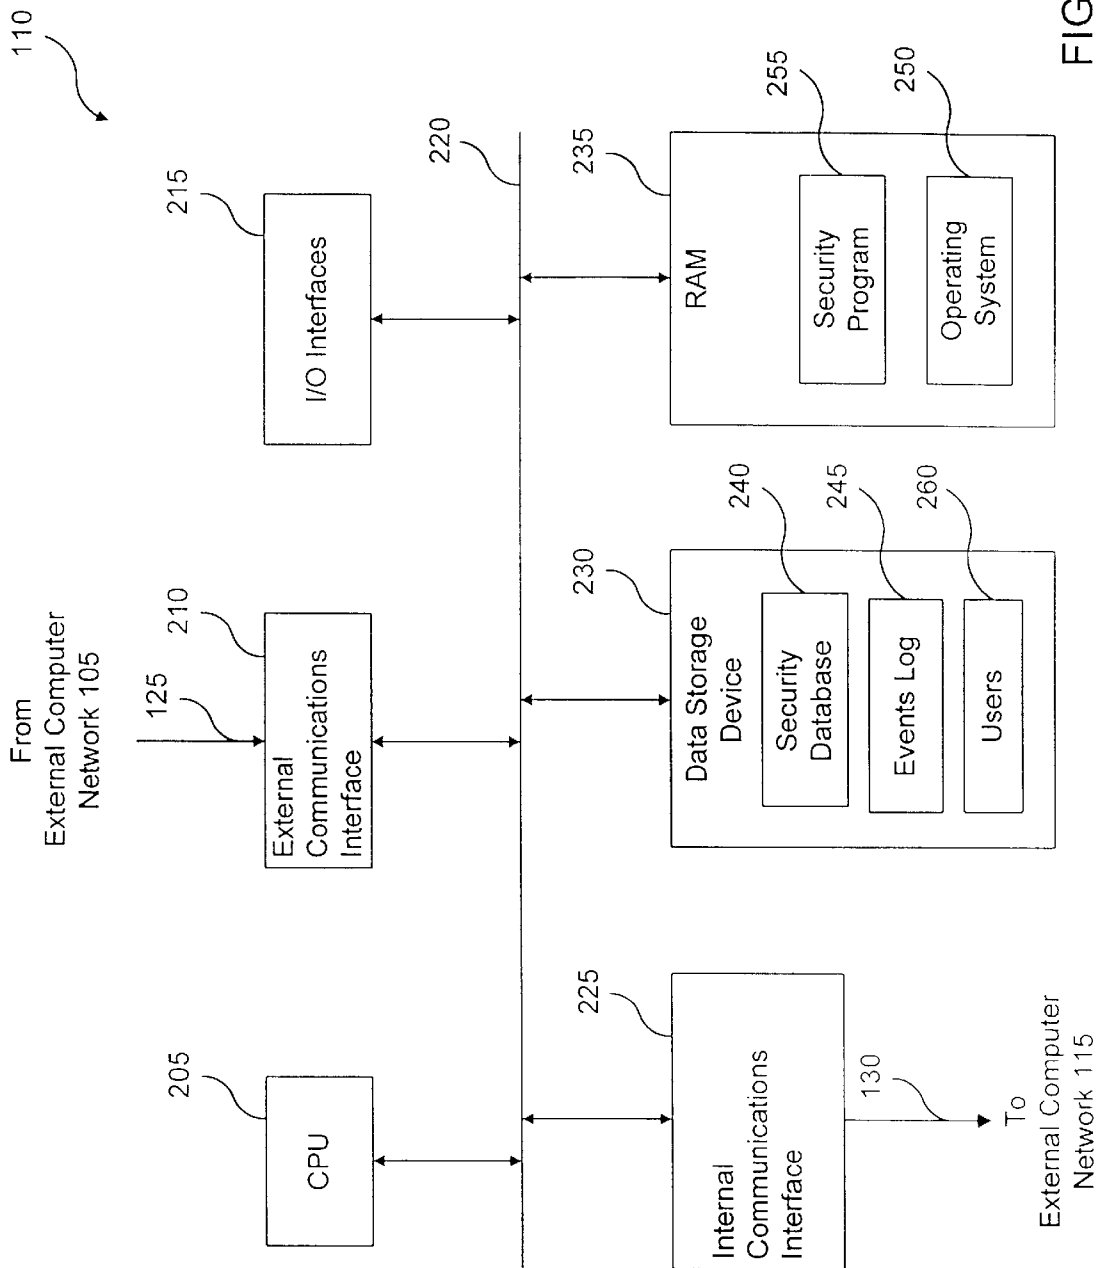 110
From
External Computer
Network 105
125
205
CPU
210
External
Communications
Interface
215
I/O Interfaces
220
225
Internal
Communications
Interface
130
To
External Computer
Network 115
230
Data Storage
Device
240
Security
Database
245
Events Log
260
Users
235
RAM
255
Security
Program
250
Operating
System
FIG